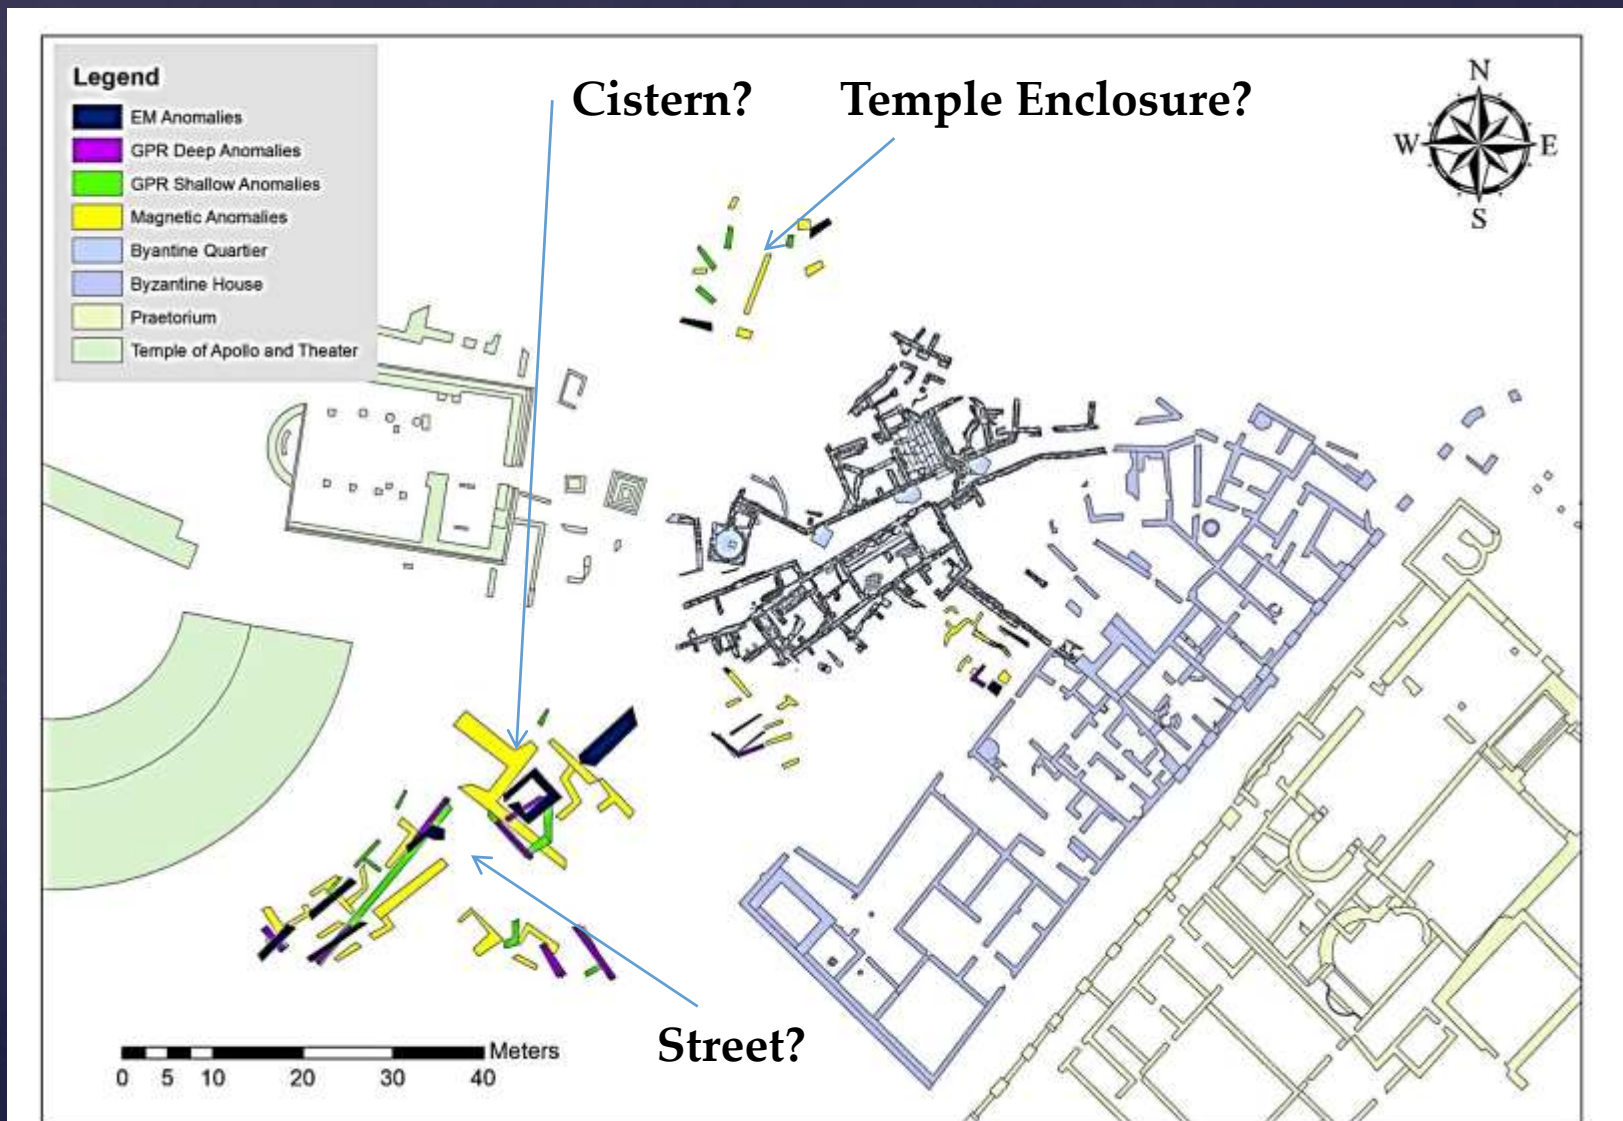 Legend
EM Anomalies
GPR Deep Anomalies
GPR Shallow Anomalies
Magnetic Anomalies
Byantine Quartier
Byzantine House
Praetorium
Temple of Apollo and Theater
Cistern?
Temple Enclosure?
N
W E
S
Street?
Meters
0 5 10 20 30 40